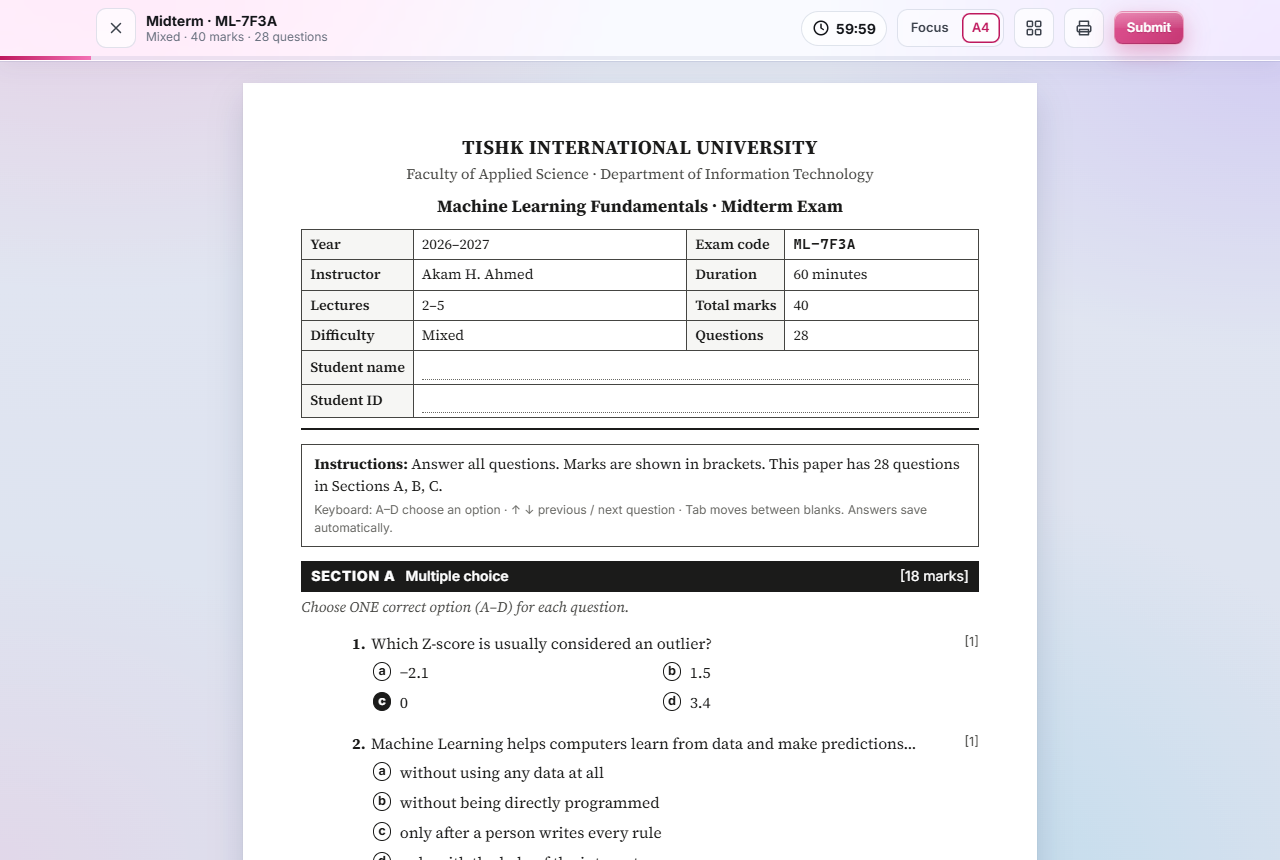 Midterm · ML-7F3A
Mixed · 40 marks · 28 questions
59:59
Focus
A4
Submit
TISHK INTERNATIONAL UNIVERSITY
Faculty of Applied Science · Department of Information Technology
Machine Learning Fundamentals · Midterm Exam
Year 2026–2027 Exam code ML-7F3A
Instructor Akam H. Ahmed Duration 60 minutes
Lectures 2–5 Total marks 40
Difficulty Mixed Questions 28
Student name
Student ID
Instructions: Answer all questions. Marks are shown in brackets. This paper has 28 questions
in Sections A, B, C.
Keyboard: A–D choose an option · ↑ ↓ previous / next question · Tab moves between blanks. Answers save
automatically.
SECTION A Multiple choice [18 marks]
Choose ONE correct option (A–D) for each question.
1. Which Z-score is usually considered an outlier? [1]
a −2.1 b 1.5
c 0 d 3.4
2. Machine Learning helps computers learn from data and make predictions… [1]
a without using any data at all
b without being directly programmed
c only after a person writes every rule
d only with the help of the internet